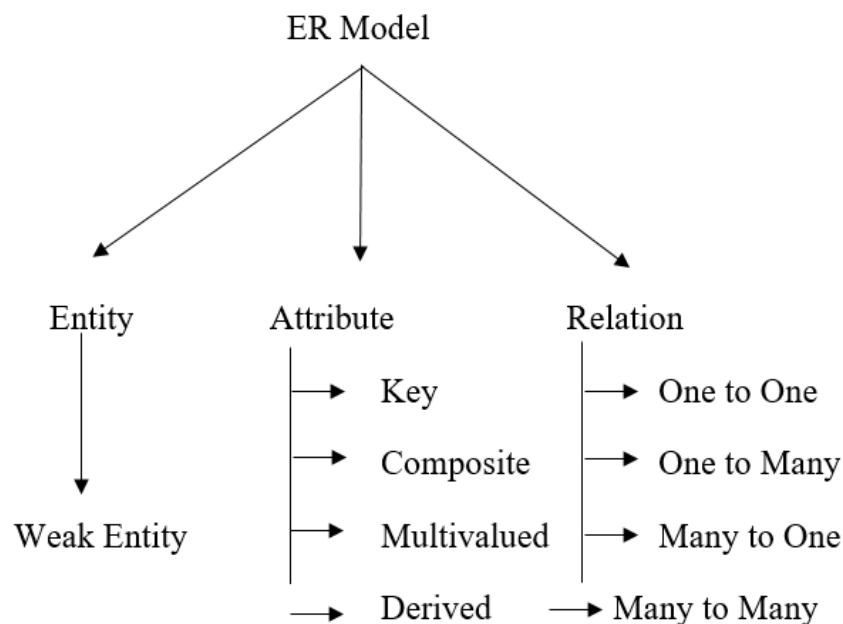 ER Model
Entity
Attribute
Relation
Key
One to One
Composite
One to Many
Weak Entity
Multivalued
Many to One
Derived
Many to Many